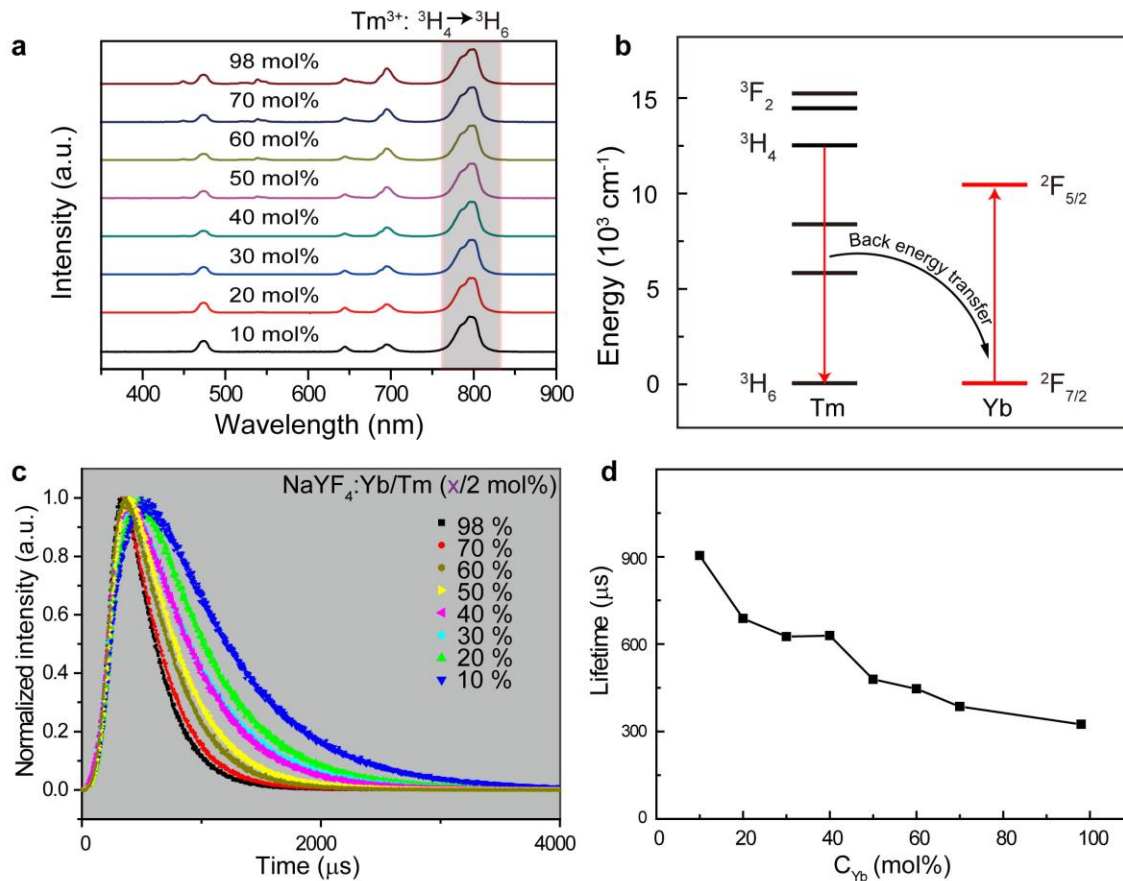 Tm³⁺: ³H₄→³H₆
a
98 mol%
70 mol%
60 mol%
50 mol%
40 mol%
30 mol%
20 mol%
10 mol%
Intensity (a.u.)
400 500 600 700 800 900
Wavelength (nm)
b
15
10
5
0
Energy (10³ cm⁻¹)
³F₂
³H₄
³H₆
Back energy transfer
²F₅/₂
²F₇/₂
Tm
Yb
c
NaYF₄:Yb/Tm (x/2 mol%)
98 %
70 %
60 %
50 %
40 %
30 %
20 %
10 %
1.0
0.8
0.6
0.4
0.2
0.0
Normalized intensity (a.u.)
0 2000 4000
Time (μs)
d
900
600
300
0
Lifetime (μs)
0 20 40 60 80 100
C_Yb (mol%)